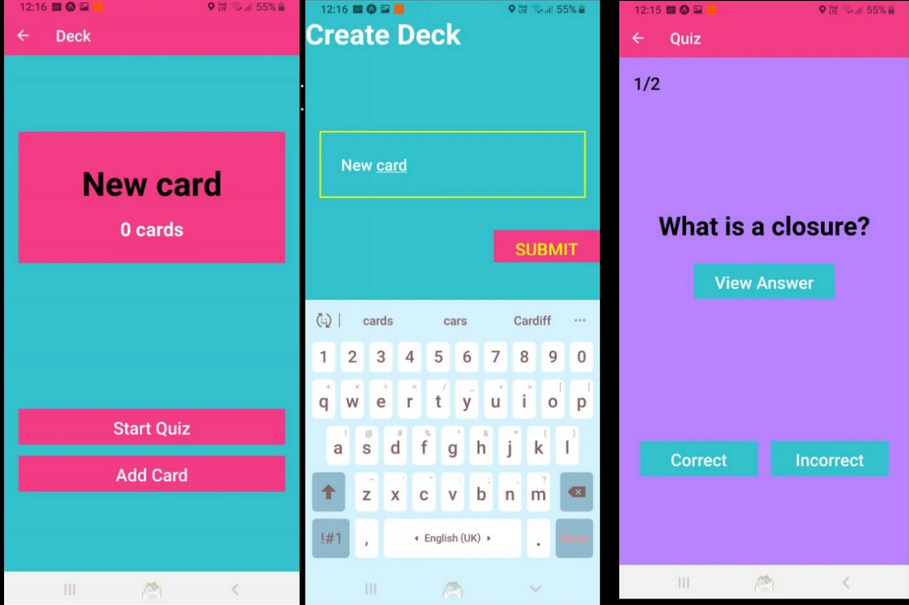 12:16
55%
Deck
New card
0 cards
Start Quiz
Add Card
12:16
55%
Create Deck
New card
SUBMIT
cards cars Cardiff
1 2 3 4 5 6 7 8 9 0
q w e r t y u i o p
a s d f g h j k l
z x c v b n m
!#1 , English (UK) .
12:15
55%
Quiz
1/2
What is a closure?
View Answer
Correct Incorrect